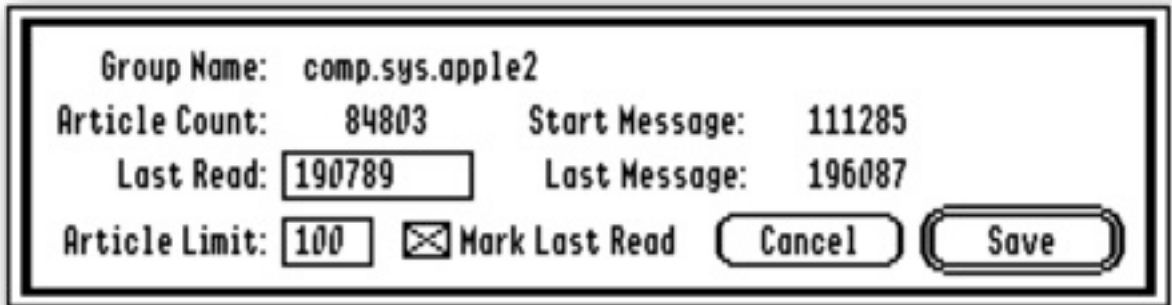 Group Name: comp.sys.apple2
Article Count: 84803 Start Message: 111285
Last Read: 190789 Last Message: 196087
Article Limit: 100 Mark Last Read Cancel Save